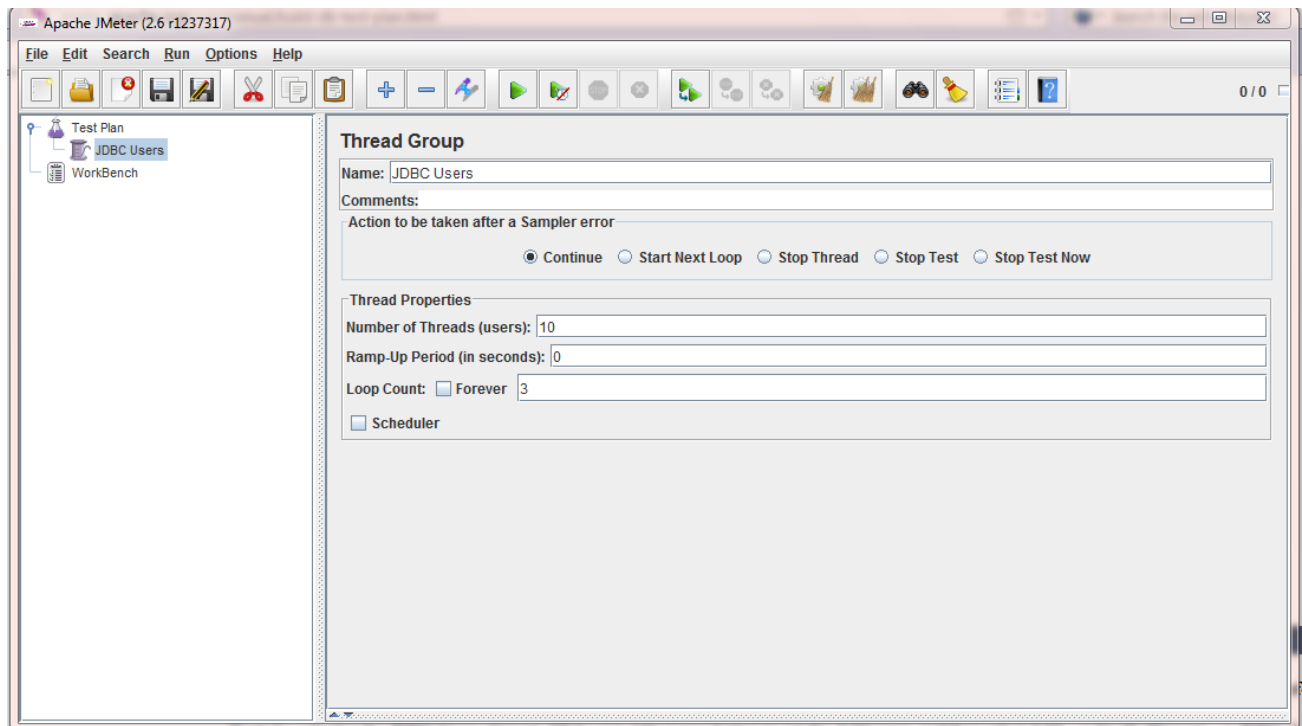 Apache JMeter (2.6 r1237317)
File Edit Search Run Options Help
0 / 0
Test Plan
JDBC Users
WorkBench
Thread Group
Name: JDBC Users
Comments:
Action to be taken after a Sampler error
Continue Start Next Loop Stop Thread Stop Test Stop Test Now
Thread Properties
Number of Threads (users): 10
Ramp-Up Period (in seconds): 0
Loop Count: Forever 3
Scheduler